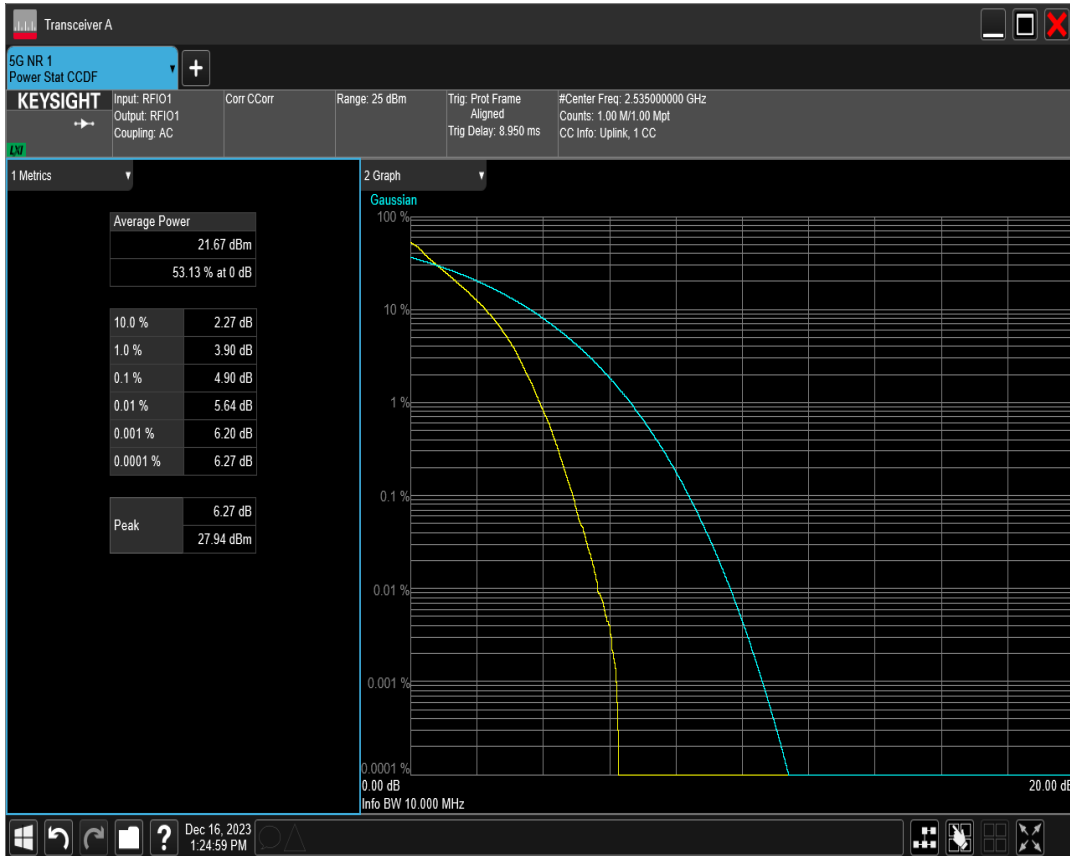 Transceiver A
5G NR 1
Power Stat CCDF
KEYSIGHT
LXI
Input: RFIO1
Output: RFIO1
Coupling: AC
Corr CCorr
Range: 25 dBm
Trig: Prot Frame
Aligned
Trig Delay: 8.950 ms
#Center Freq: 2.535000000 GHz
Counts: 1.00 M/1.00 Mpt
CC Info: Uplink, 1 CC
1 Metrics
Average Power
21.67 dBm
53.13 % at 0 dB
10.0 % 2.27 dB
1.0 % 3.90 dB
0.1 % 4.90 dB
0.01 % 5.64 dB
0.001 % 6.20 dB
0.0001 % 6.27 dB
Peak
6.27 dB
27.94 dBm
2 Graph
Gaussian
100 %
10 %
1 %
0.1 %
0.01 %
0.001 %
0.0001 %
0.00 dB 20.00 dB
Info BW 10.000 MHz
?
Dec 16, 2023
1:24:59 PM